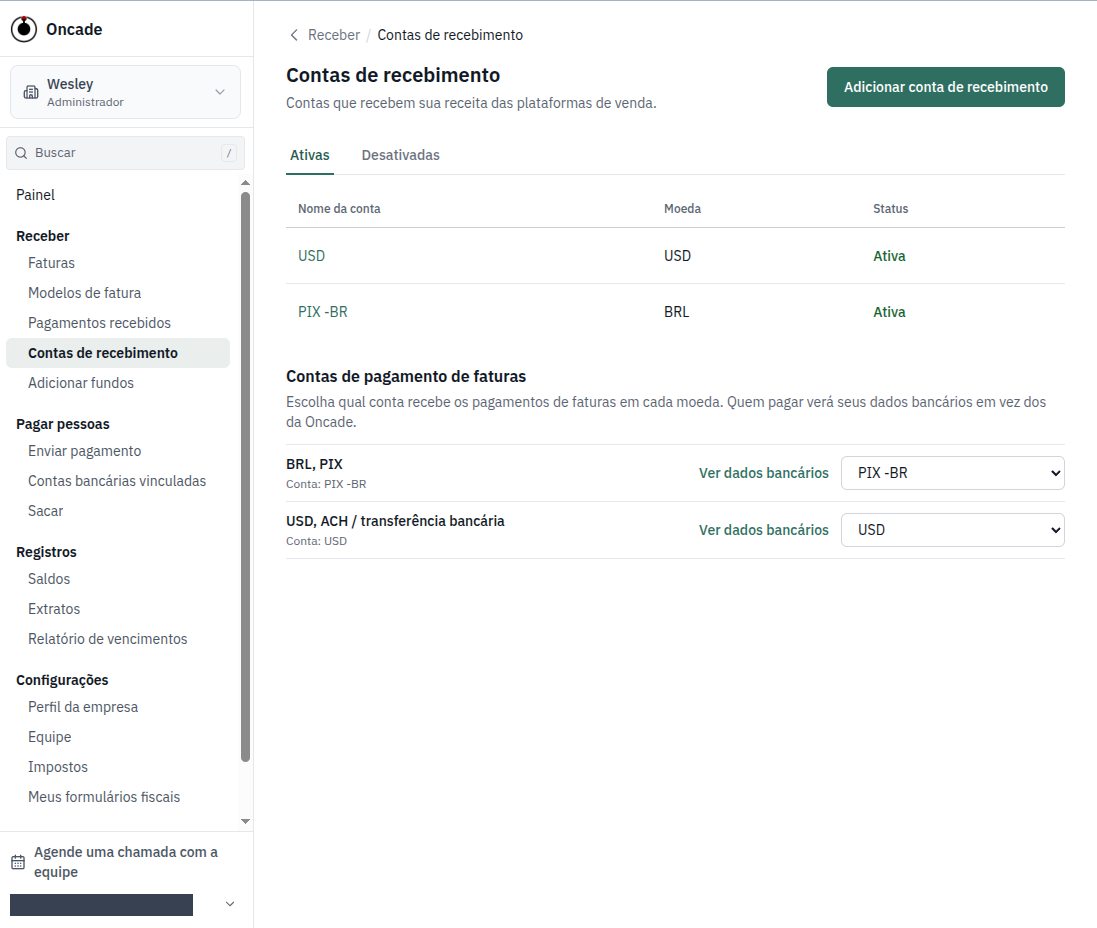 Oncade
Wesley
Administrador
Buscar /
Painel
Receber
Faturas
Modelos de fatura
Pagamentos recebidos
Contas de recebimento
Adicionar fundos
Pagar pessoas
Enviar pagamento
Contas bancárias vinculadas
Sacar
Registros
Saldos
Extratos
Relatório de vencimentos
Configurações
Perfil da empresa
Equipe
Impostos
Meus formulários fiscais
Agende uma chamada com a
equipe
Receber / Contas de recebimento
Contas de recebimento
Contas que recebem sua receita das plataformas de venda.
Adicionar conta de recebimento
Ativas Desativadas
Nome da conta Moeda Status
USD USD Ativa
PIX -BR BRL Ativa
Contas de pagamento de faturas
Escolha qual conta recebe os pagamentos de faturas em cada moeda. Quem pagar verá seus dados bancários em vez dos
da Oncade.
BRL, PIX
Conta: PIX -BR
Ver dados bancários PIX -BR
USD, ACH / transferência bancária
Conta: USD
Ver dados bancários USD